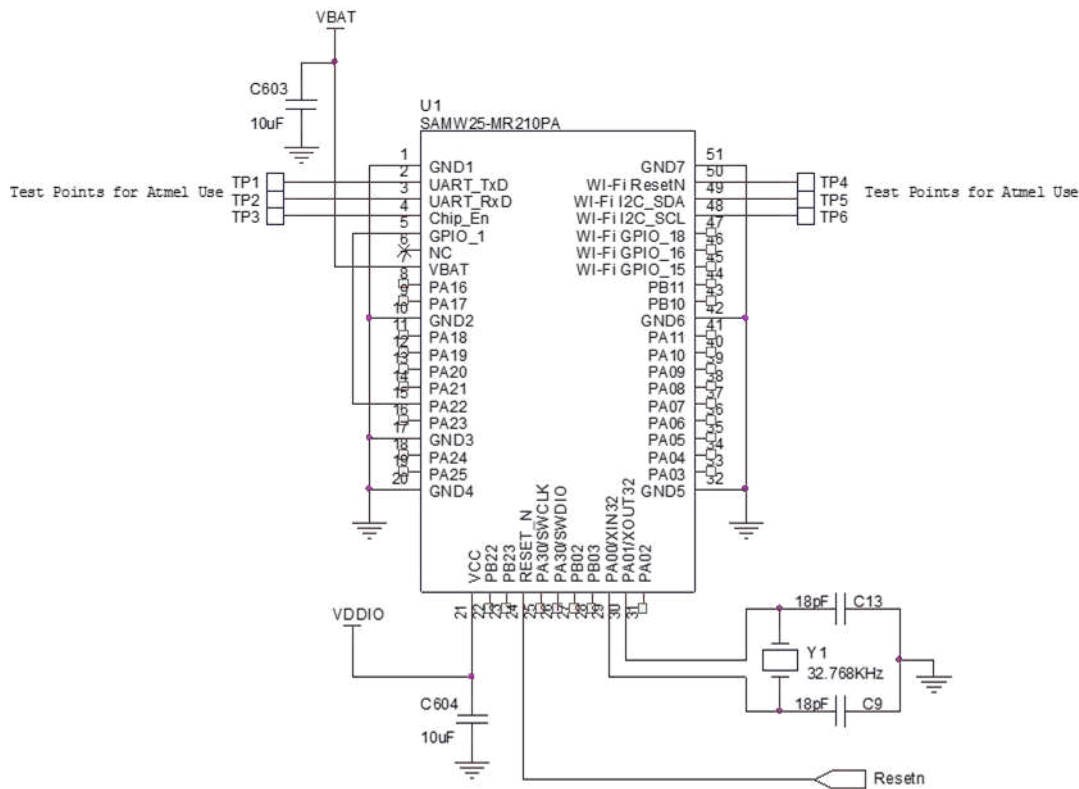 VBAT
C603
10uF
U1
SAMW25-MR210PA
Test Points for Atmel Use
TP1
TP2
TP3
1
2
3
4
5
6
7
8
9
10
11
12
13
14
15
16
17
18
19
20
GND1
UART_TxD
UART_RxD
Chip_En
GPIO_1
NC
VBAT
PA16
PA17
GND2
PA18
PA19
PA20
PA21
PA22
PA23
GND3
PA24
PA25
GND4
GND7
WI-Fi ResetN
WI-Fi I2C_SDA
WI-Fi I2C_SCL
WI-Fi GPIO_18
WI-Fi GPIO_16
WI-Fi GPIO_15
PB11
PB10
GND6
PA11
PA10
PA09
PA08
PA07
PA06
PA05
PA04
PA03
GND5
51
50
49
48
47
46
45
44
43
42
41
40
39
38
37
36
35
34
33
32
TP4
TP5
TP6
Test Points for Atmel Use
VCC
PB22
PB23
RESET_N
PA30/SWCLK
PA30/SWDIO
PB02
PB03
PA00/XIN32
PA01/XOUT32
PA02
21
22
23
24
25
26
27
28
29
30
31
VDDIO
C604
10uF
18pF C13
Y1
32.768KHz
18pF C9
Resetn